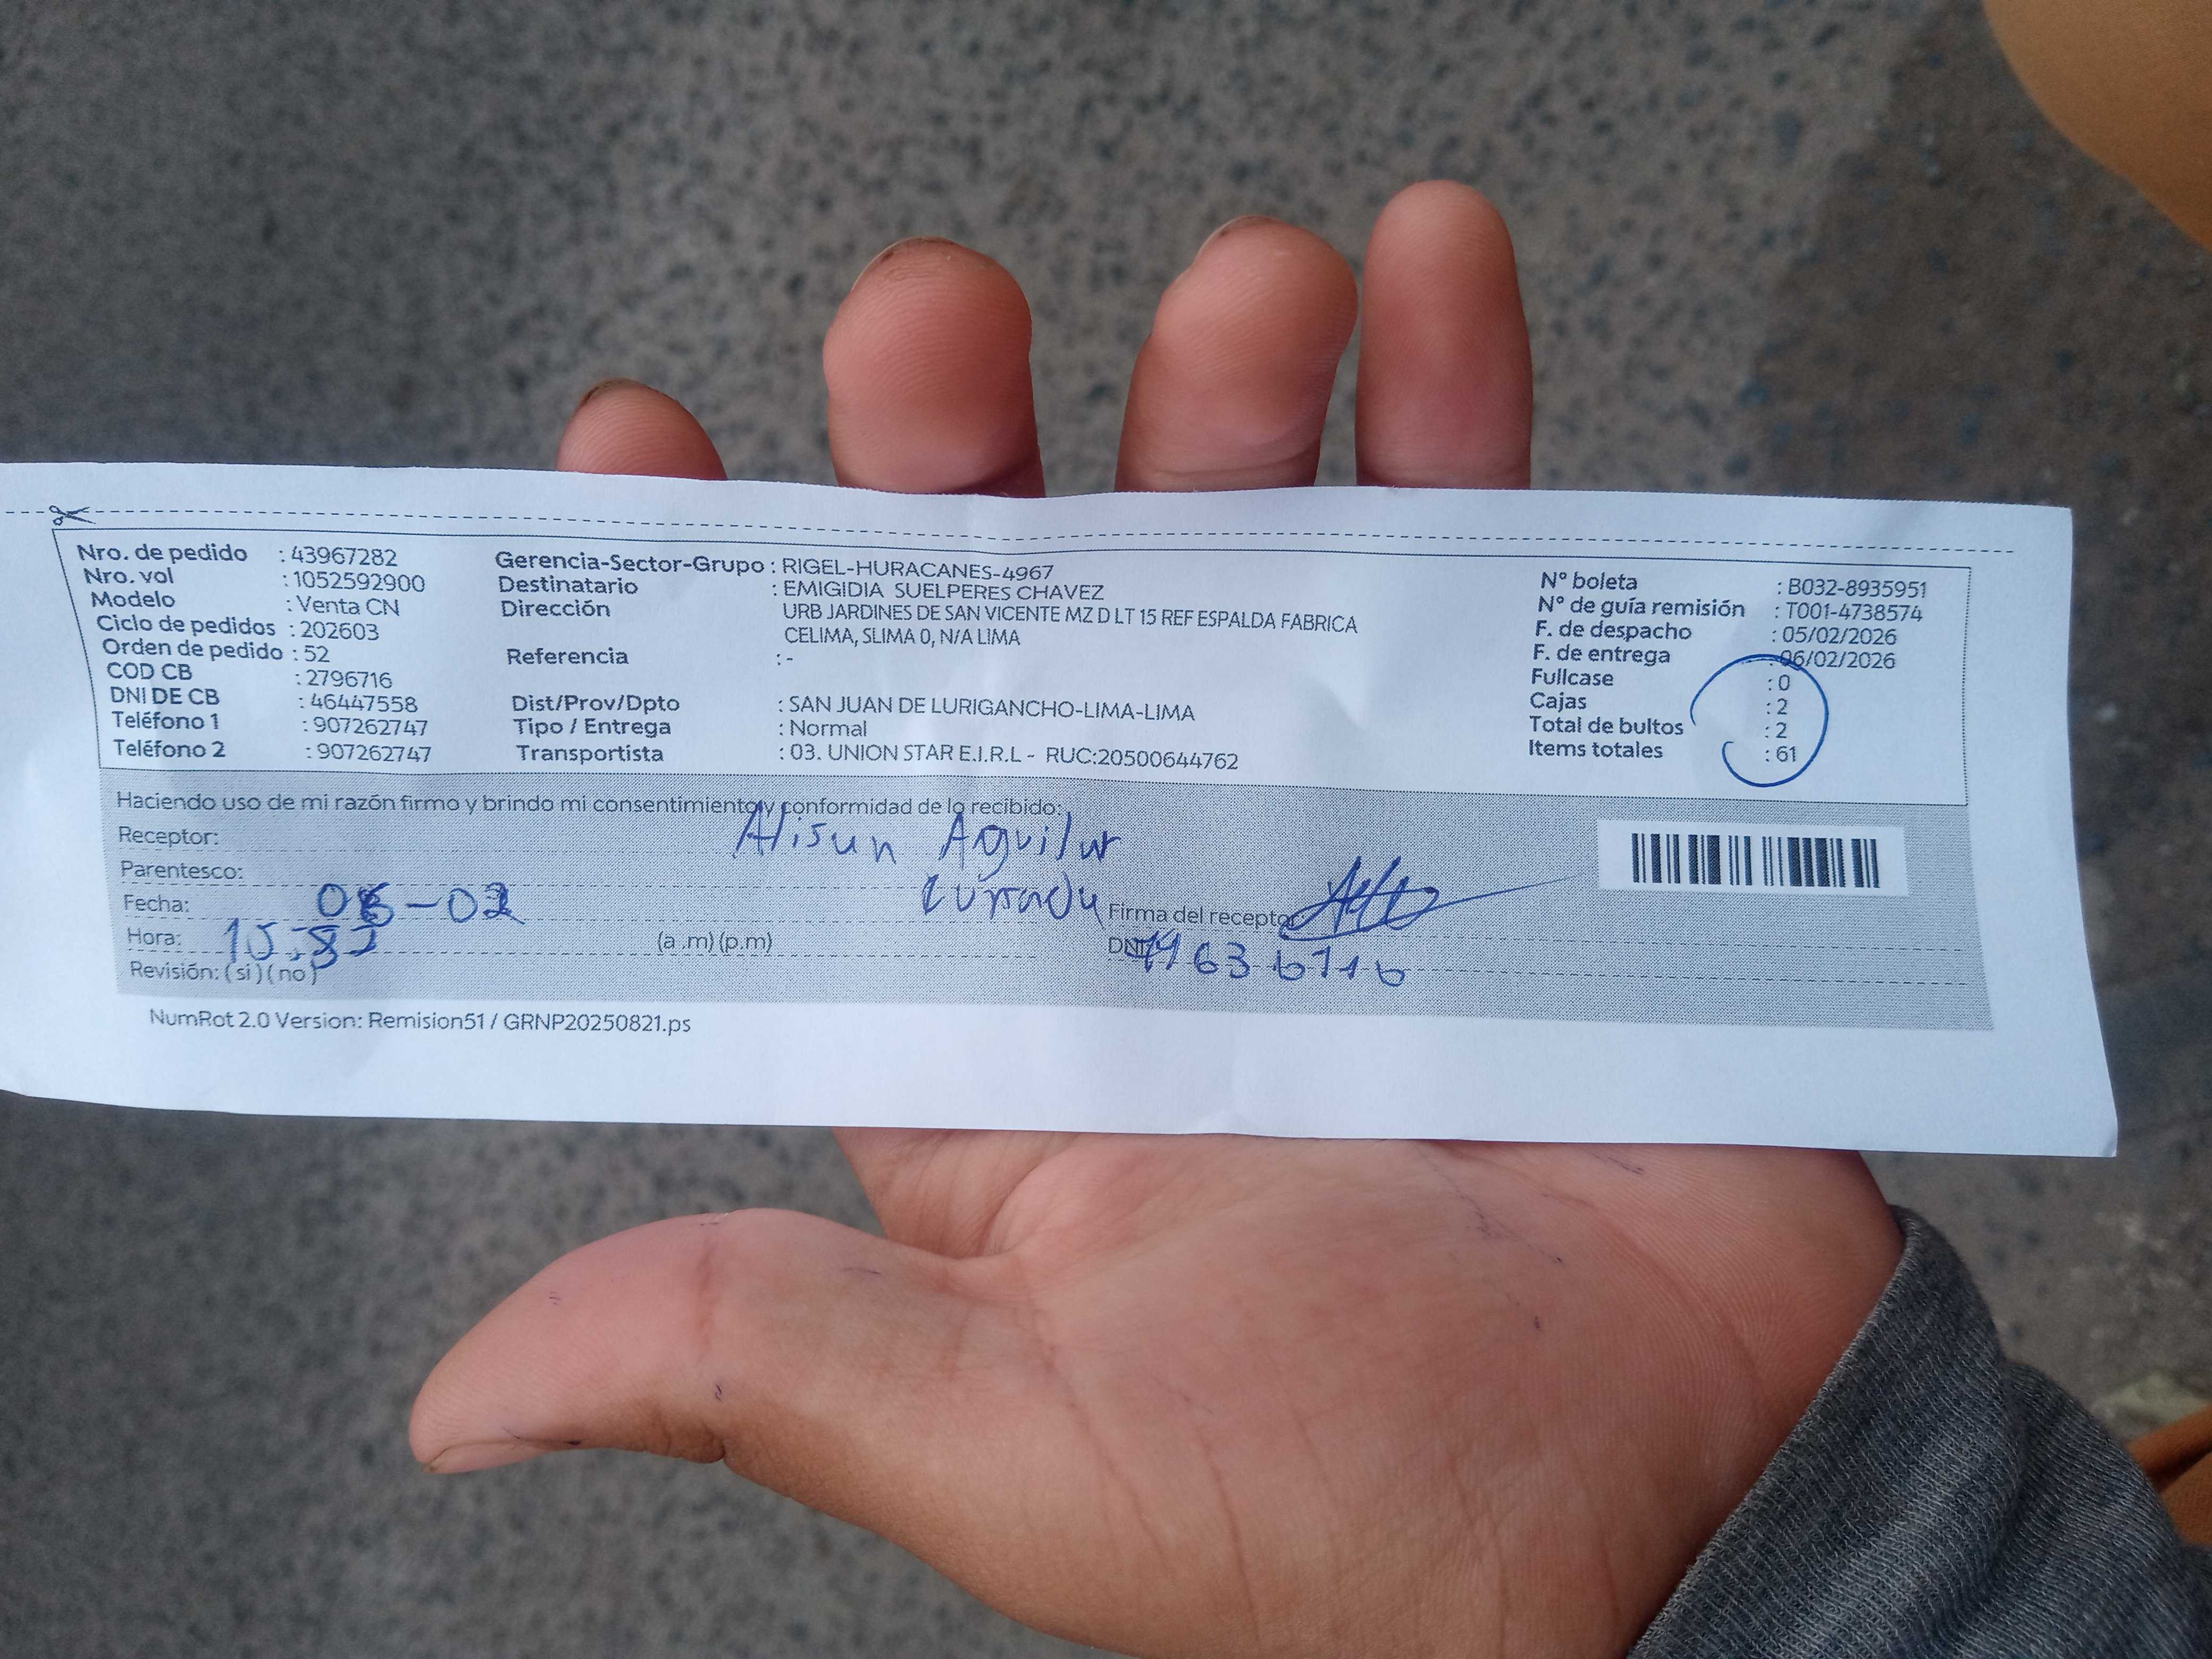 Nro. de pedido : 43967282
Nro. vol : 1052592900
Modelo : Venta CN
Ciclo de pedidos : 202603
Orden de pedido : 52
COD CB : 2796716
DNI DE CB : 46447558
Teléfono 1 : 907262747
Teléfono 2 : 907262747
Gerencia-Sector-Grupo : RIGEL-HURACANES-4967
Destinatario : EMIGIDIA SUELPERES CHAVEZ
Dirección URB JARDINES DE SAN VICENTE MZ D LT 15 REF ESPALDA FABRICA
CELIMA, SLIMA 0, N/A LIMA
Referencia : -
Dist/Prov/Dpto : SAN JUAN DE LURIGANCHO-LIMA-LIMA
Tipo / Entrega : Normal
Transportista : 03. UNION STAR E.I.R.L - RUC:20500644762
N° boleta : B032-8935951
N° de guía remisión : T001-4738574
F. de despacho : 05/02/2026
F. de entrega : 06/02/2026
Fullcase : 0
Cajas : 2
Total de bultos : 2
Items totales : 61
Haciendo uso de mi razón firmo y brindo mi consentimiento y conformidad de lo recibido:
Receptor: Alisun Aguilar
Parentesco:
Fecha: 06-02
Firma del receptor:
Hora: (a .m) (p.m)
DNI:
Revisión: ( si ) ( no )
NumRot 2.0 Version: Remision51 / GRNP20250821.ps